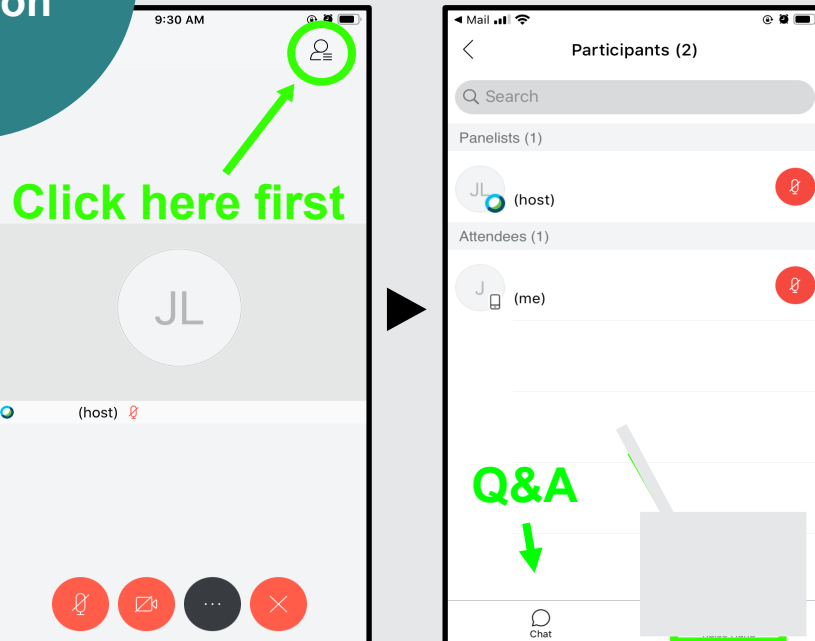 on
9:30 AM
Click here first
JL
(host)
Mail
Participants (2)
Search
Panelists (1)
JL
(host)
Attendees (1)
J
(me)
Q&A
Chat